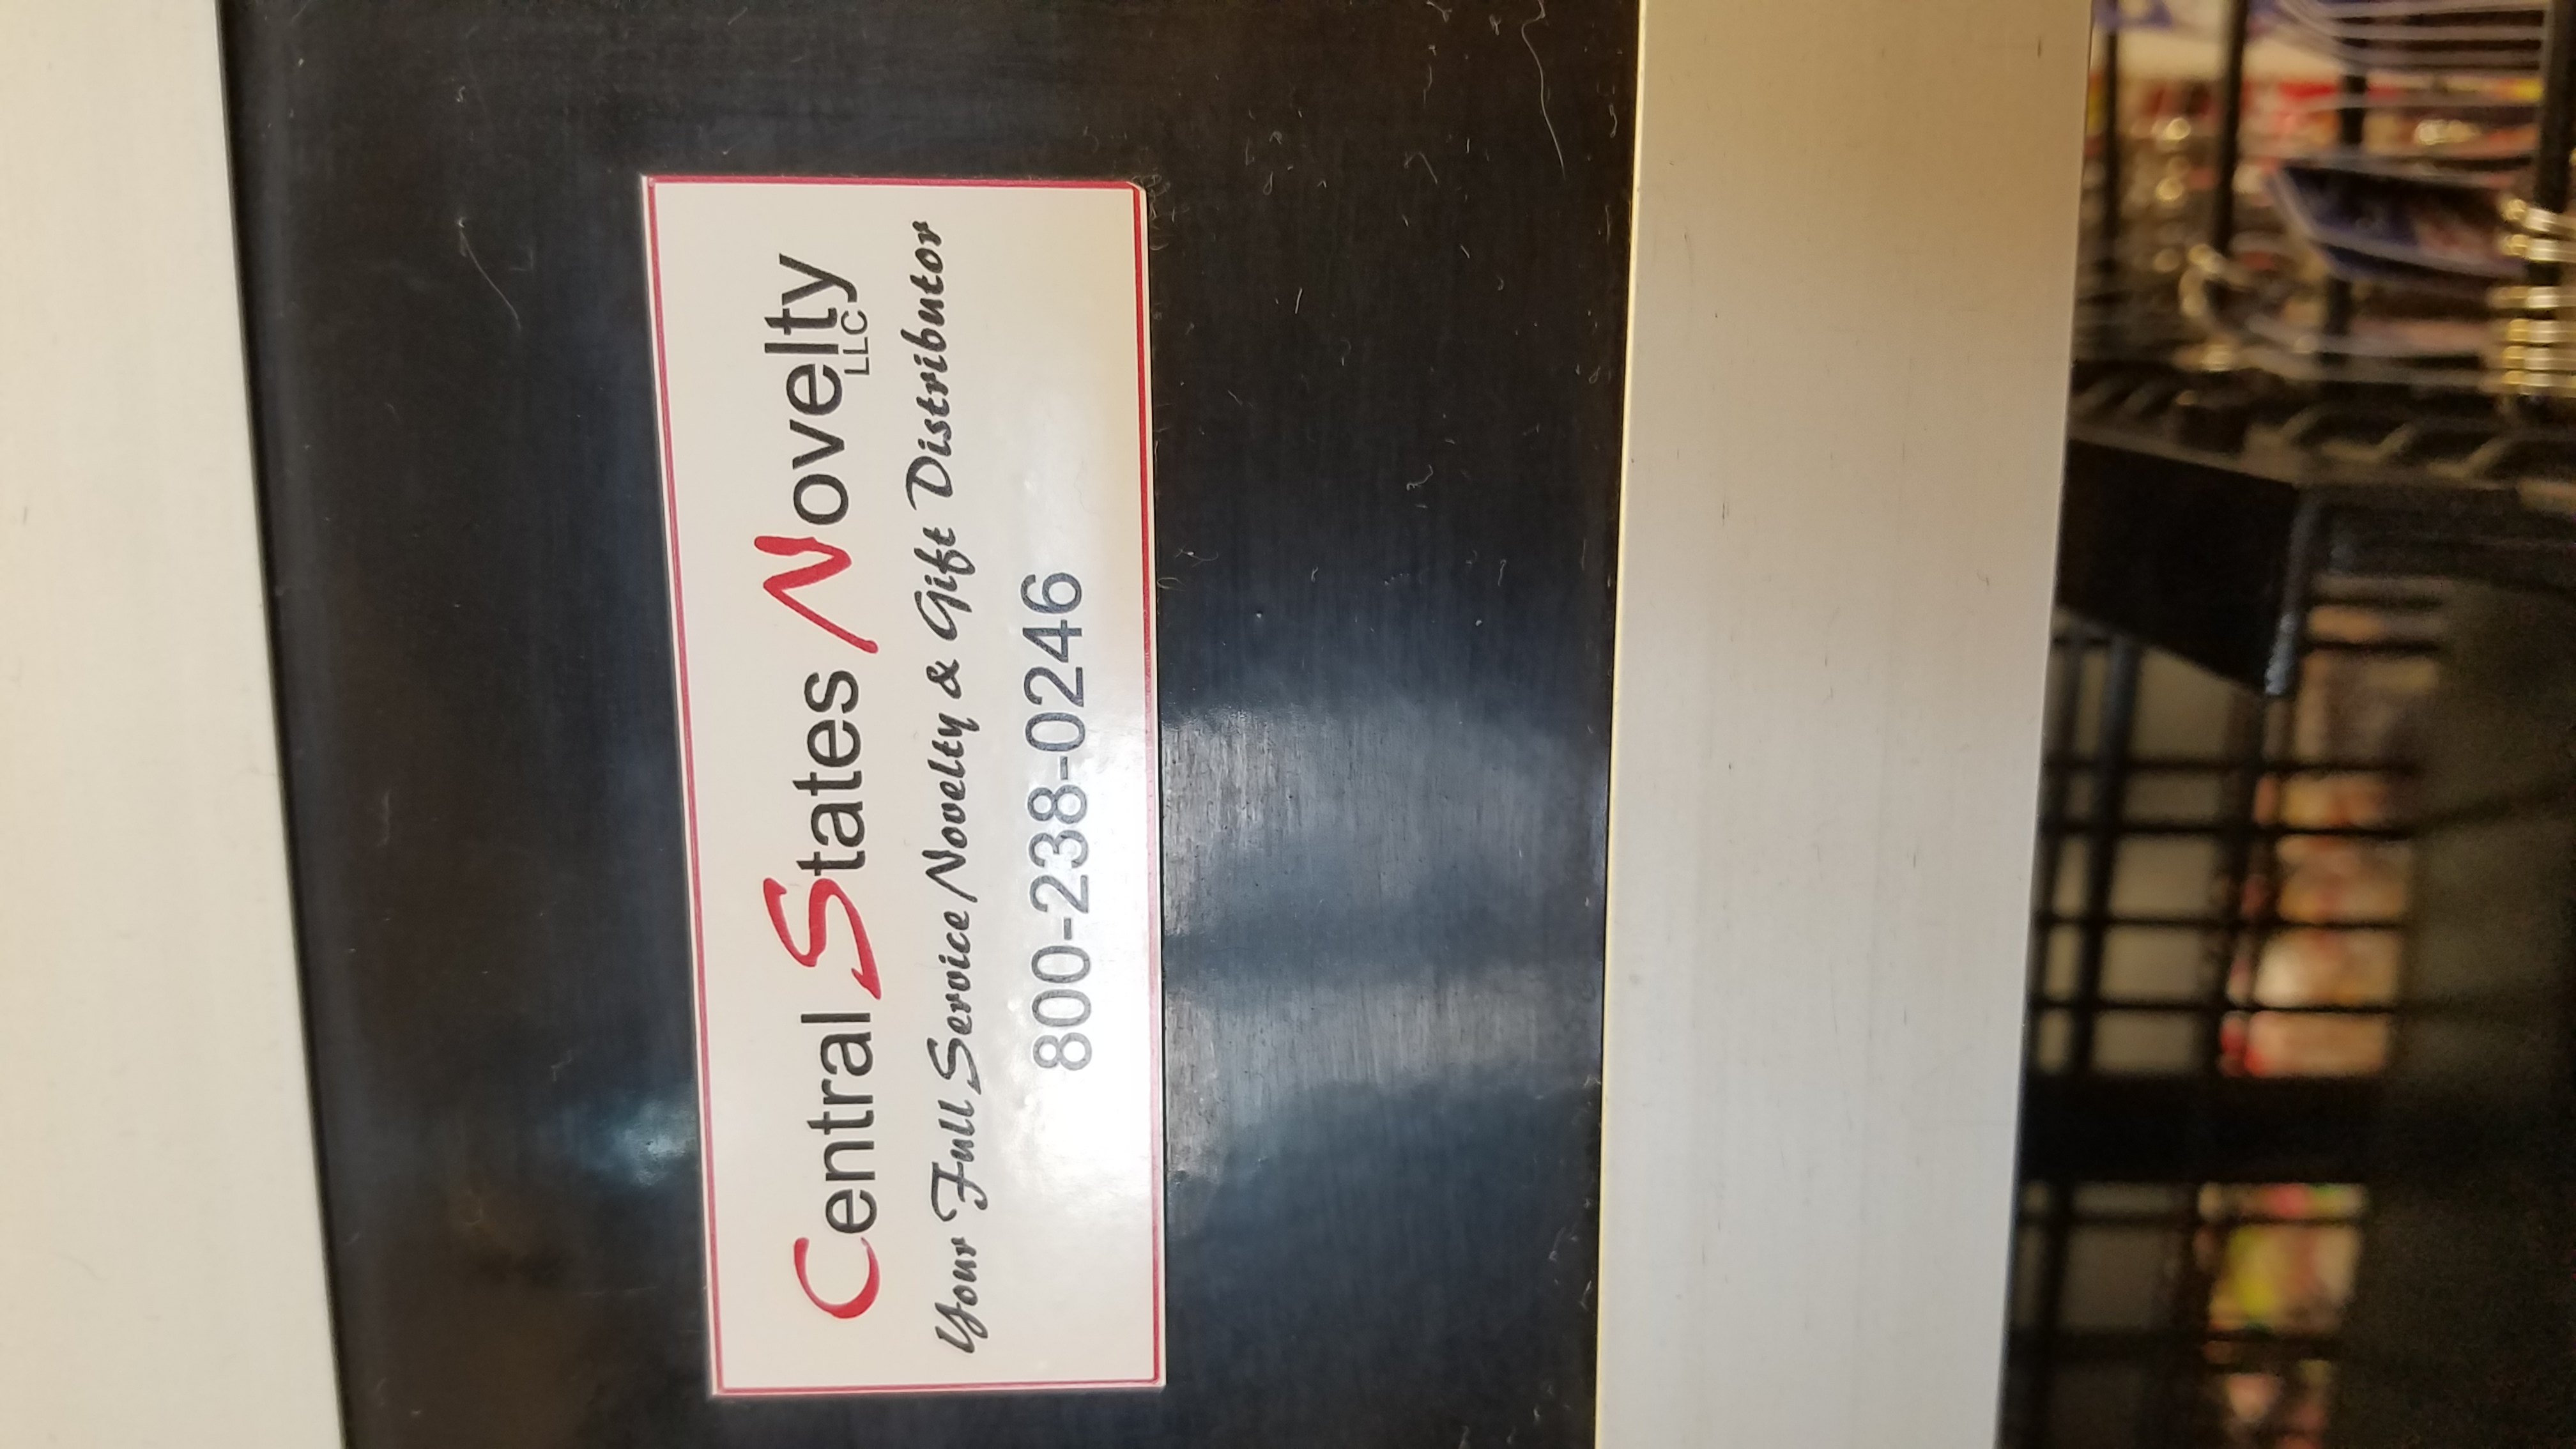 Central States Novelty
LLC
Your Full Service Novelty & Gift Distributor
800-238-0246